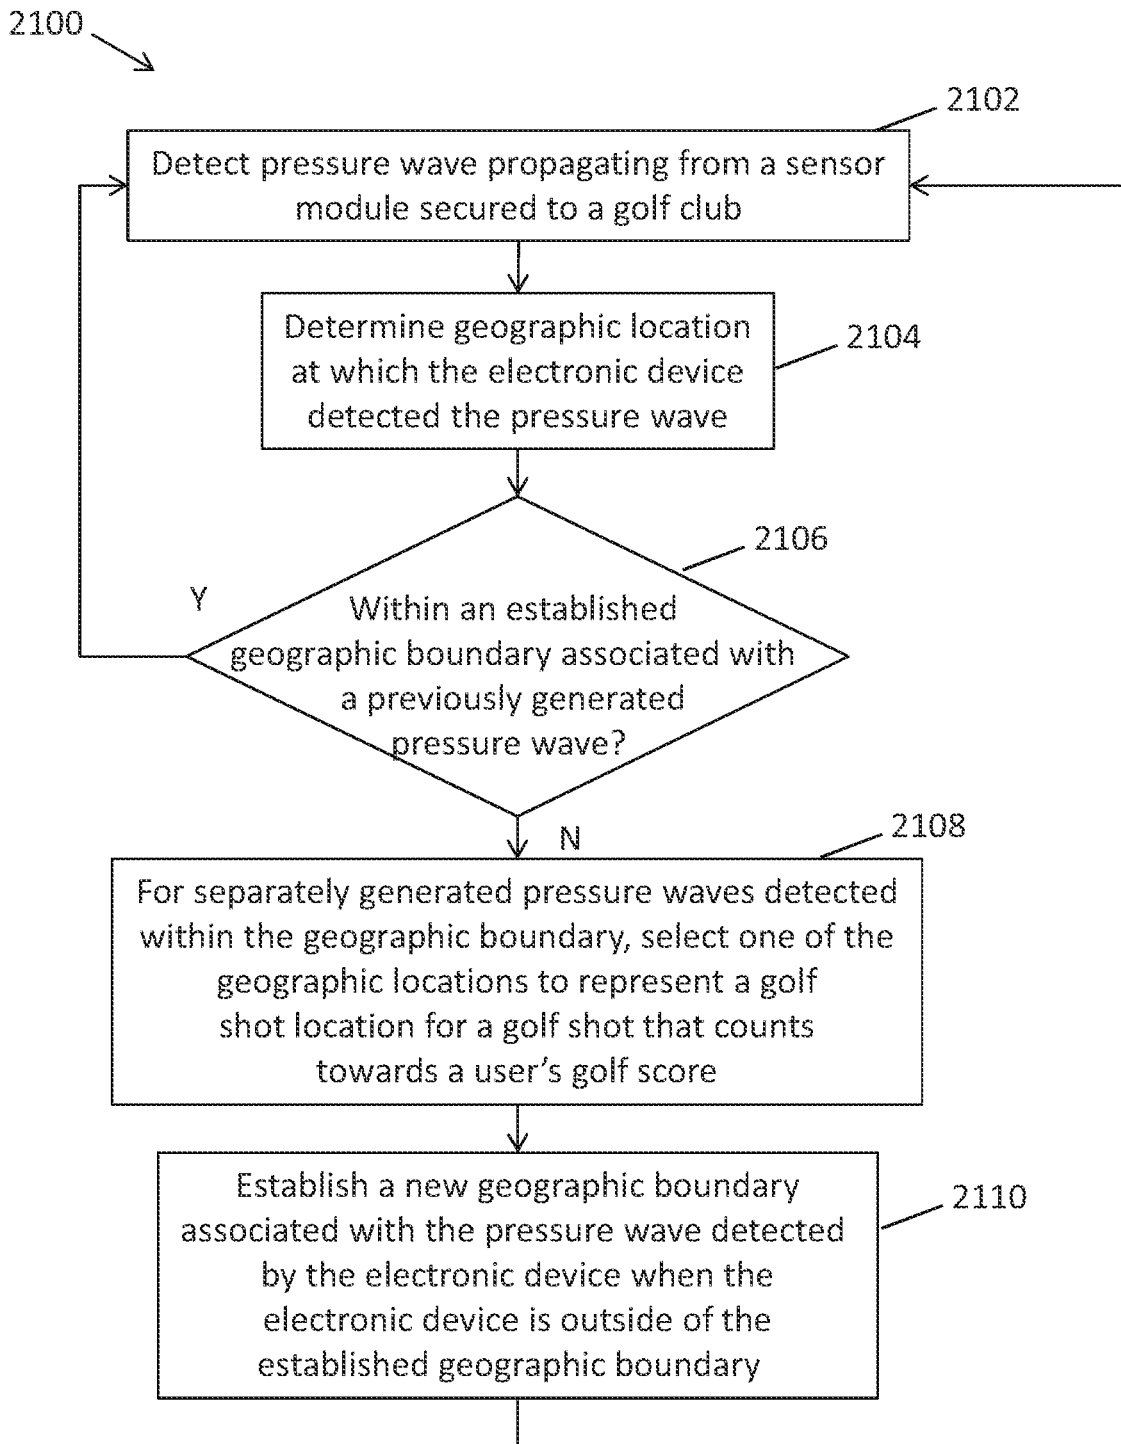 2100
2102
Detect pressure wave propagating from a sensor
module secured to a golf club
Determine geographic location
at which the electronic device
detected the pressure wave
2104
2106
Y
Within an established
geographic boundary associated with
a previously generated
pressure wave?
N
2108
For separately generated pressure waves detected
within the geographic boundary, select one of the
geographic locations to represent a golf
shot location for a golf shot that counts
towards a user's golf score
Establish a new geographic boundary
associated with the pressure wave detected
by the electronic device when the
electronic device is outside of the
established geographic boundary
2110